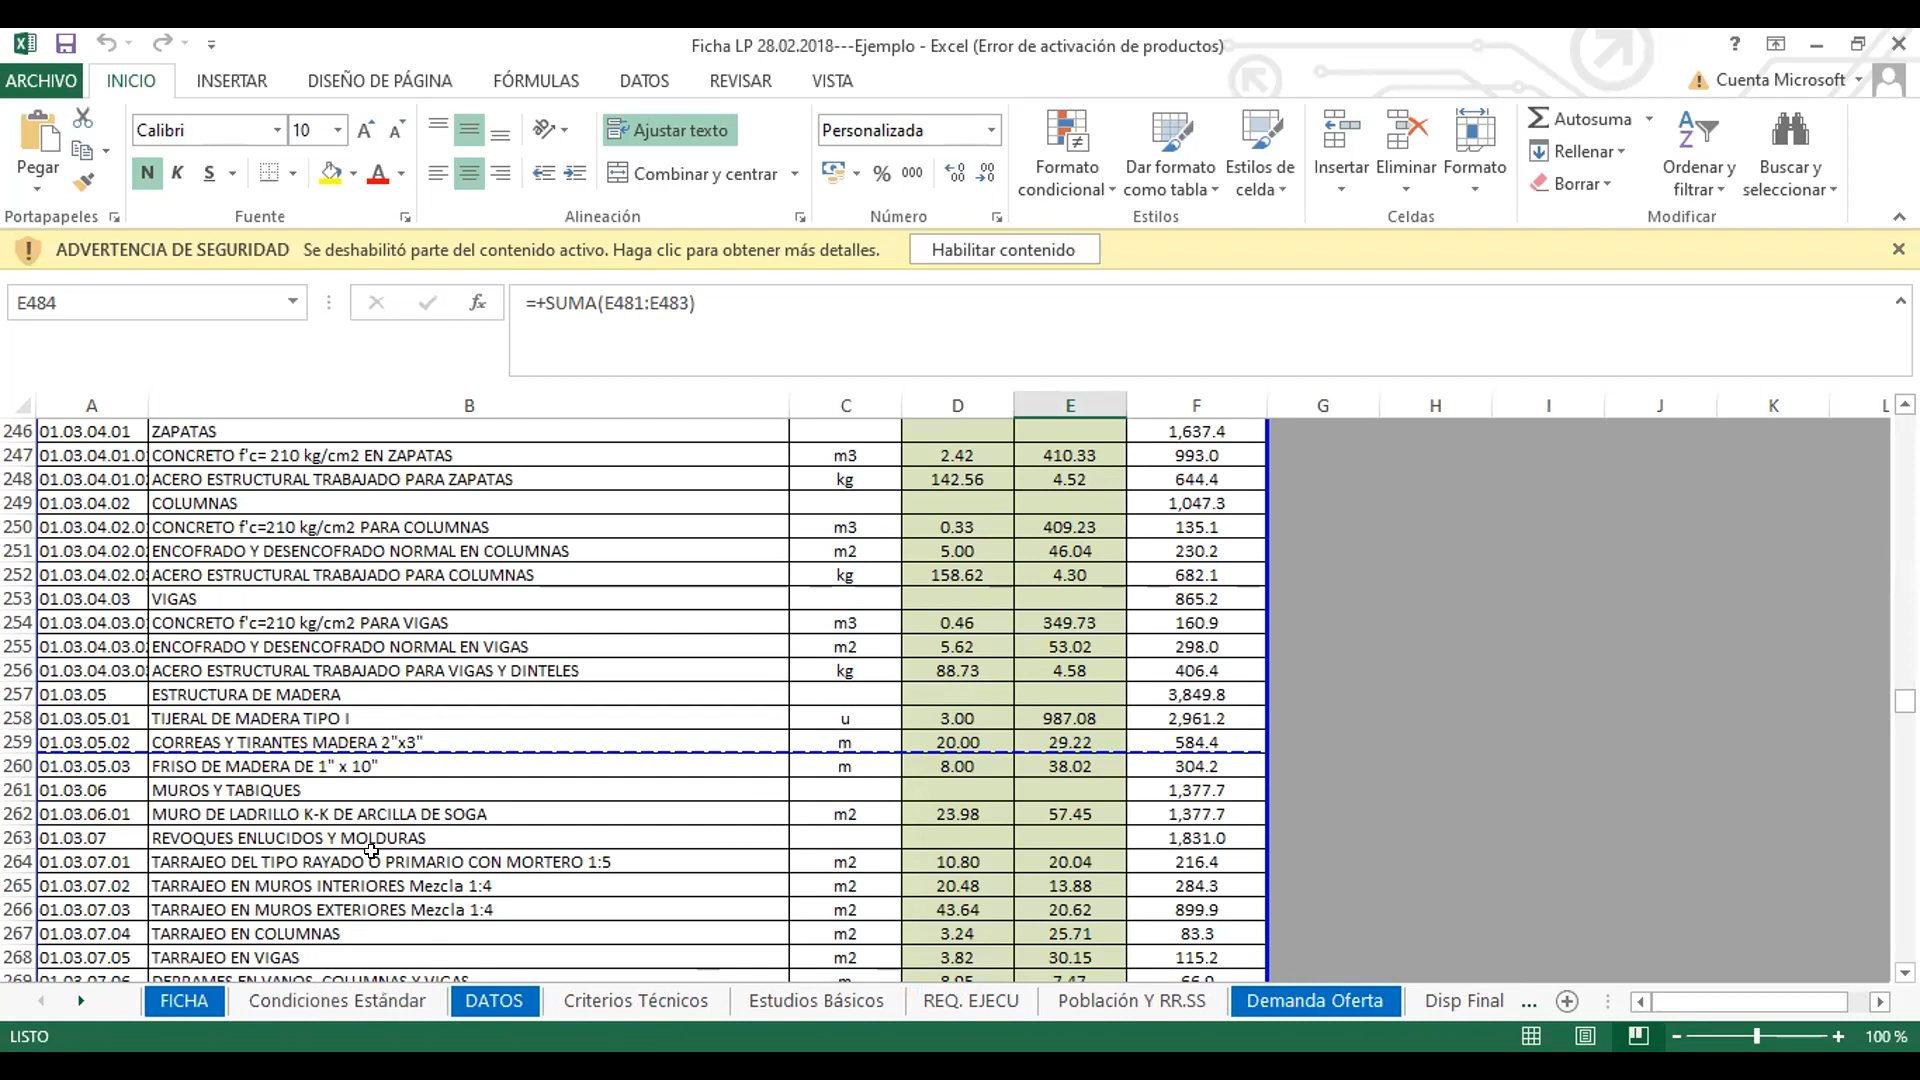 Ficha LP 28.02.2018---Ejemplo - Excel (Error de activación de productos)
ARCHIVO INICIO INSERTAR DISEÑO DE PÁGINA FÓRMULAS DATOS REVISAR VISTA Cuenta Microsoft
Pegar
Portapapeles
Calibri 10
N K S
Fuente
Ajustar texto
Combinar y centrar
Alineación
Personalizada
% 000
Número
Formato condicional
Dar formato como tabla
Estilos de celda
Estilos
Insertar Eliminar Formato
Celdas
Autosuma
Rellenar
Borrar
Ordenar y filtrar
Buscar y seleccionar
Modificar
ADVERTENCIA DE SEGURIDAD Se deshabilitó parte del contenido activo. Haga clic para obtener más detalles. Habilitar contenido
E484 fx =+SUMA(E481:E483)
A B C D E F G H I J K L
246 01.03.04.01 ZAPATAS 1,637.4
247 01.03.04.01.0 CONCRETO f'c= 210 kg/cm2 EN ZAPATAS m3 2.42 410.33 993.0
248 01.03.04.01.0 ACERO ESTRUCTURAL TRABAJADO PARA ZAPATAS kg 142.56 4.52 644.4
249 01.03.04.02 COLUMNAS 1,047.3
250 01.03.04.02.0 CONCRETO f'c=210 kg/cm2 PARA COLUMNAS m3 0.33 409.23 135.1
251 01.03.04.02.0 ENCOFRADO Y DESENCOFRADO NORMAL EN COLUMNAS m2 5.00 46.04 230.2
252 01.03.04.02.0 ACERO ESTRUCTURAL TRABAJADO PARA COLUMNAS kg 158.62 4.30 682.1
253 01.03.04.03 VIGAS 865.2
254 01.03.04.03.0 CONCRETO f'c=210 kg/cm2 PARA VIGAS m3 0.46 349.73 160.9
255 01.03.04.03.0 ENCOFRADO Y DESENCOFRADO NORMAL EN VIGAS m2 5.62 53.02 298.0
256 01.03.04.03.0 ACERO ESTRUCTURAL TRABAJADO PARA VIGAS Y DINTELES kg 88.73 4.58 406.4
257 01.03.05 ESTRUCTURA DE MADERA 3,849.8
258 01.03.05.01 TIJERAL DE MADERA TIPO I u 3.00 987.08 2,961.2
259 01.03.05.02 CORREAS Y TIRANTES MADERA 2"x3" m 20.00 29.22 584.4
260 01.03.05.03 FRISO DE MADERA DE 1" x 10" m 8.00 38.02 304.2
261 01.03.06 MUROS Y TABIQUES 1,377.7
262 01.03.06.01 MURO DE LADRILLO K-K DE ARCILLA DE SOGA m2 23.98 57.45 1,377.7
263 01.03.07 REVOQUES ENLUCIDOS Y MOLDURAS 1,831.0
264 01.03.07.01 TARRAJEO DEL TIPO RAYADO O PRIMARIO CON MORTERO 1:5 m2 10.80 20.04 216.4
265 01.03.07.02 TARRAJEO EN MUROS INTERIORES Mezcla 1:4 m2 20.48 13.88 284.3
266 01.03.07.03 TARRAJEO EN MUROS EXTERIORES Mezcla 1:4 m2 43.64 20.62 899.9
267 01.03.07.04 TARRAJEO EN COLUMNAS m2 3.24 25.71 83.3
268 01.03.07.05 TARRAJEO EN VIGAS m2 3.82 30.15 115.2
269 01.03.07.06 DERRAMES EN VANOS, COLUMNAS Y VIGAS m 8.95 7.47 66.9
FICHA Condiciones Estándar DATOS Criterios Técnicos Estudios Básicos REQ. EJECU Población Y RR.SS Demanda Oferta Disp Final ...
LISTO 100 %